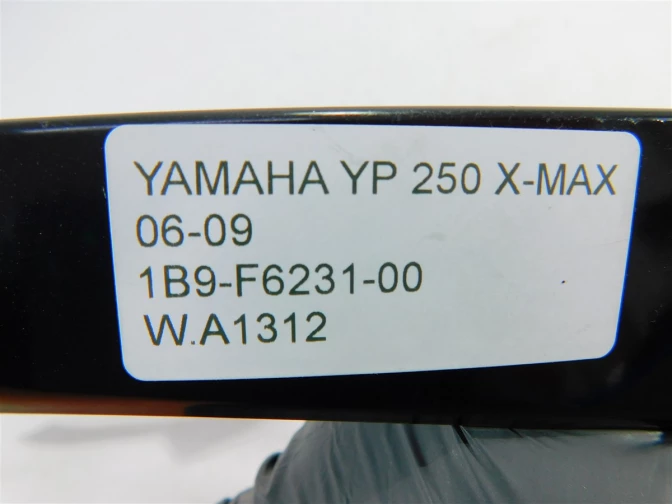 YAMAHA YP 250 X-MAX
06-09
1B9-F6231-00
W.A1312